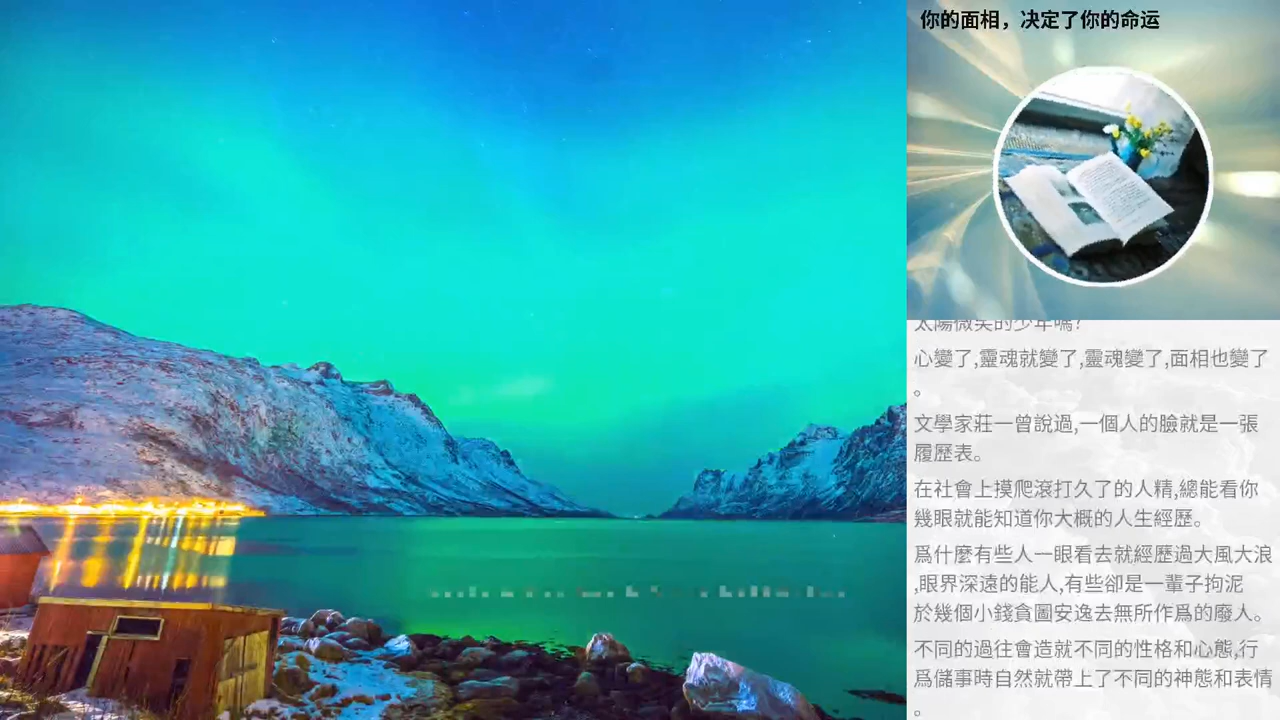 你的面相，决定了你的命运
太陽微笑的少年嗎?
心變了,靈魂就變了,靈魂變了,面相也變了
。
文學家莊一曾說過,一個人的臉就是一張
履歷表。
在社會上摸爬滾打久了的人精,總能看你
幾眼就能知道你大概的人生經歷。
爲什麼有些人一眼看去就經歷過大風大浪
,眼界深遠的能人,有些卻是一輩子拘泥
於幾個小錢貪圖安逸去無所作爲的廢人。
不同的過往會造就不同的性格和心態,行
爲儲事時自然就帶上了不同的神態和表情
。